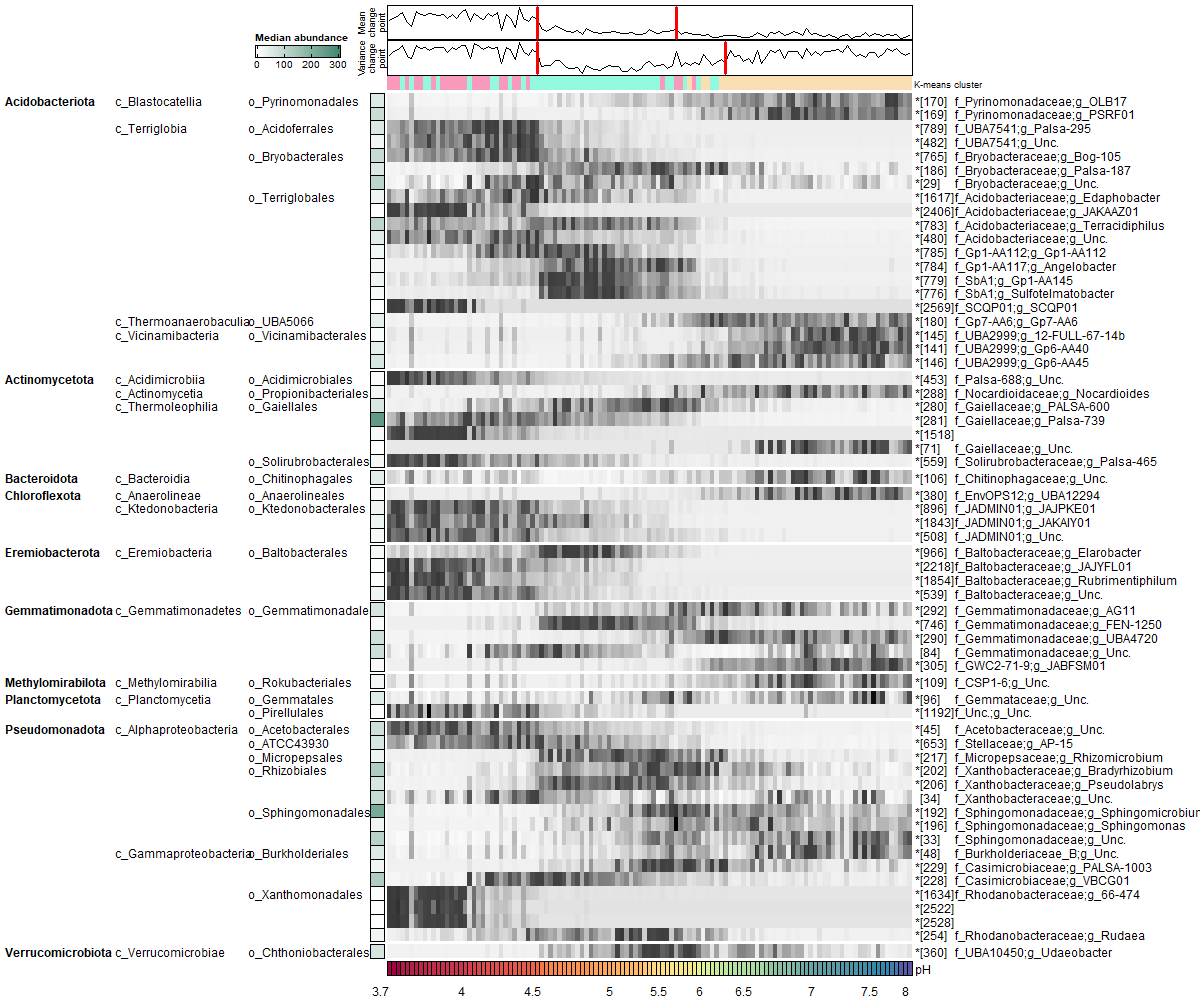 Mean change point
Median abundance
0 100 200 300
Variance change point
K-means cluster
Acidobacteriota c_Blastocatellia o_Pyrinomonadales *[170] f_Pyrinomonadaceae;g_OLB17
*[169] f_Pyrinomonadaceae;g_PSRF01
c_Terriglobia o_Acidoferrales *[789] f_UBA7541;g_Palsa-295
*[482] f_UBA7541;g_Unc.
o_Bryobacterales *[765] f_Bryobacteraceae;g_Bog-105
*[186] f_Bryobacteraceae;g_Palsa-187
*[29] f_Bryobacteraceae;g_Unc.
o_Terriglobales *[1617]f_Acidobacteriaceae;g_Edaphobacter
*[2406]f_Acidobacteriaceae;g_JAKAAZ01
*[783] f_Acidobacteriaceae;g_Terracidiphilus
*[480] f_Acidobacteriaceae;g_Unc.
*[785] f_Gp1-AA112;g_Gp1-AA112
*[784] f_Gp1-AA117;g_Angelobacter
*[779] f_SbA1;g_Gp1-AA145
*[776] f_SbA1;g_Sulfotelmatobacter
*[2569]f_SCQP01;g_SCQP01
c_Thermoanaerobaculia o_UBA5066 *[180] f_Gp7-AA6;g_Gp7-AA6
c_Vicinamibacteria o_Vicinamibacterales *[145] f_UBA2999;g_12-FULL-67-14b
*[141] f_UBA2999;g_Gp6-AA40
*[146] f_UBA2999;g_Gp6-AA45
Actinomycetota c_Acidimicrobiia o_Acidimicrobiales *[453] f_Palsa-688;g_Unc.
c_Actinomycetia o_Propionibacteriales *[288] f_Nocardioidaceae;g_Nocardioides
c_Thermoleophilia o_Gaiellales *[280] f_Gaiellaceae;g_PALSA-600
*[281] f_Gaiellaceae;g_Palsa-739
*[1518]
*[71] f_Gaiellaceae;g_Unc.
o_Solirubrobacterales *[559] f_Solirubrobacteraceae;g_Palsa-465
Bacteroidota c_Bacteroidia o_Chitinophagales *[106] f_Chitinophagaceae;g_Unc.
Chloroflexota c_Anaerolineae o_Anaerolineales *[380] f_EnvOPS12;g_UBA12294
c_Ktedonobacteria o_Ktedonobacterales *[896] f_JADMIN01;g_JAJPKE01
*[1843]f_JADMIN01;g_JAKAIY01
*[508] f_JADMIN01;g_Unc.
Eremiobacterota c_Eremiobacteria o_Baltobacterales *[966] f_Baltobacteraceae;g_Elarobacter
*[2218]f_Baltobacteraceae;g_JAJYFL01
*[1854]f_Baltobacteraceae;g_Rubrimentiphilum
*[539] f_Baltobacteraceae;g_Unc.
Gemmatimonadota c_Gemmatimonadetes o_Gemmatimonadale *[292] f_Gemmatimonadaceae;g_AG11
*[746] f_Gemmatimonadaceae;g_FEN-1250
*[290] f_Gemmatimonadaceae;g_UBA4720
[84] f_Gemmatimonadaceae;g_Unc.
*[305] f_GWC2-71-9;g_JABFSM01
Methylomirabilota c_Methylomirabilia o_Rokubacteriales *[109] f_CSP1-6;g_Unc.
Planctomycetota c_Planctomycetia o_Gemmatales *[96] f_Gemmataceae;g_Unc.
o_Pirellulales *[1192]f_Unc.;g_Unc.
Pseudomonadota c_Alphaproteobacteria o_Acetobacterales *[45] f_Acetobacteraceae;g_Unc.
o_ATCC43930 *[653] f_Stellaceae;g_AP-15
o_Micropepsales *[217] f_Micropepsaceae;g_Rhizomicrobium
o_Rhizobiales *[202] f_Xanthobacteraceae;g_Bradyrhizobium
*[206] f_Xanthobacteraceae;g_Pseudolabrys
[34] f_Xanthobacteraceae;g_Unc.
o_Sphingomonadales *[192] f_Sphingomonadaceae;g_Sphingomicrobiur
*[196] f_Sphingomonadaceae;g_Sphingomonas
*[33] f_Sphingomonadaceae;g_Unc.
c_Gammaproteobacteria o_Burkholderiales *[48] f_Burkholderiaceae_B;g_Unc.
*[229] f_Casimicrobiaceae;g_PALSA-1003
*[228] f_Casimicrobiaceae;g_VBCG01
o_Xanthomonadales *[1634]f_Rhodanobacteraceae;g_66-474
*[2522]
*[2528]
*[254] f_Rhodanobacteraceae;g_Rudaea
Verrucomicrobiota c_Verrucomicrobiae o_Chthoniobacterales *[360] f_UBA10450;g_Udaeobacter
pH
3.7 4 4.5 5 5.5 6 6.5 7 7.5 8